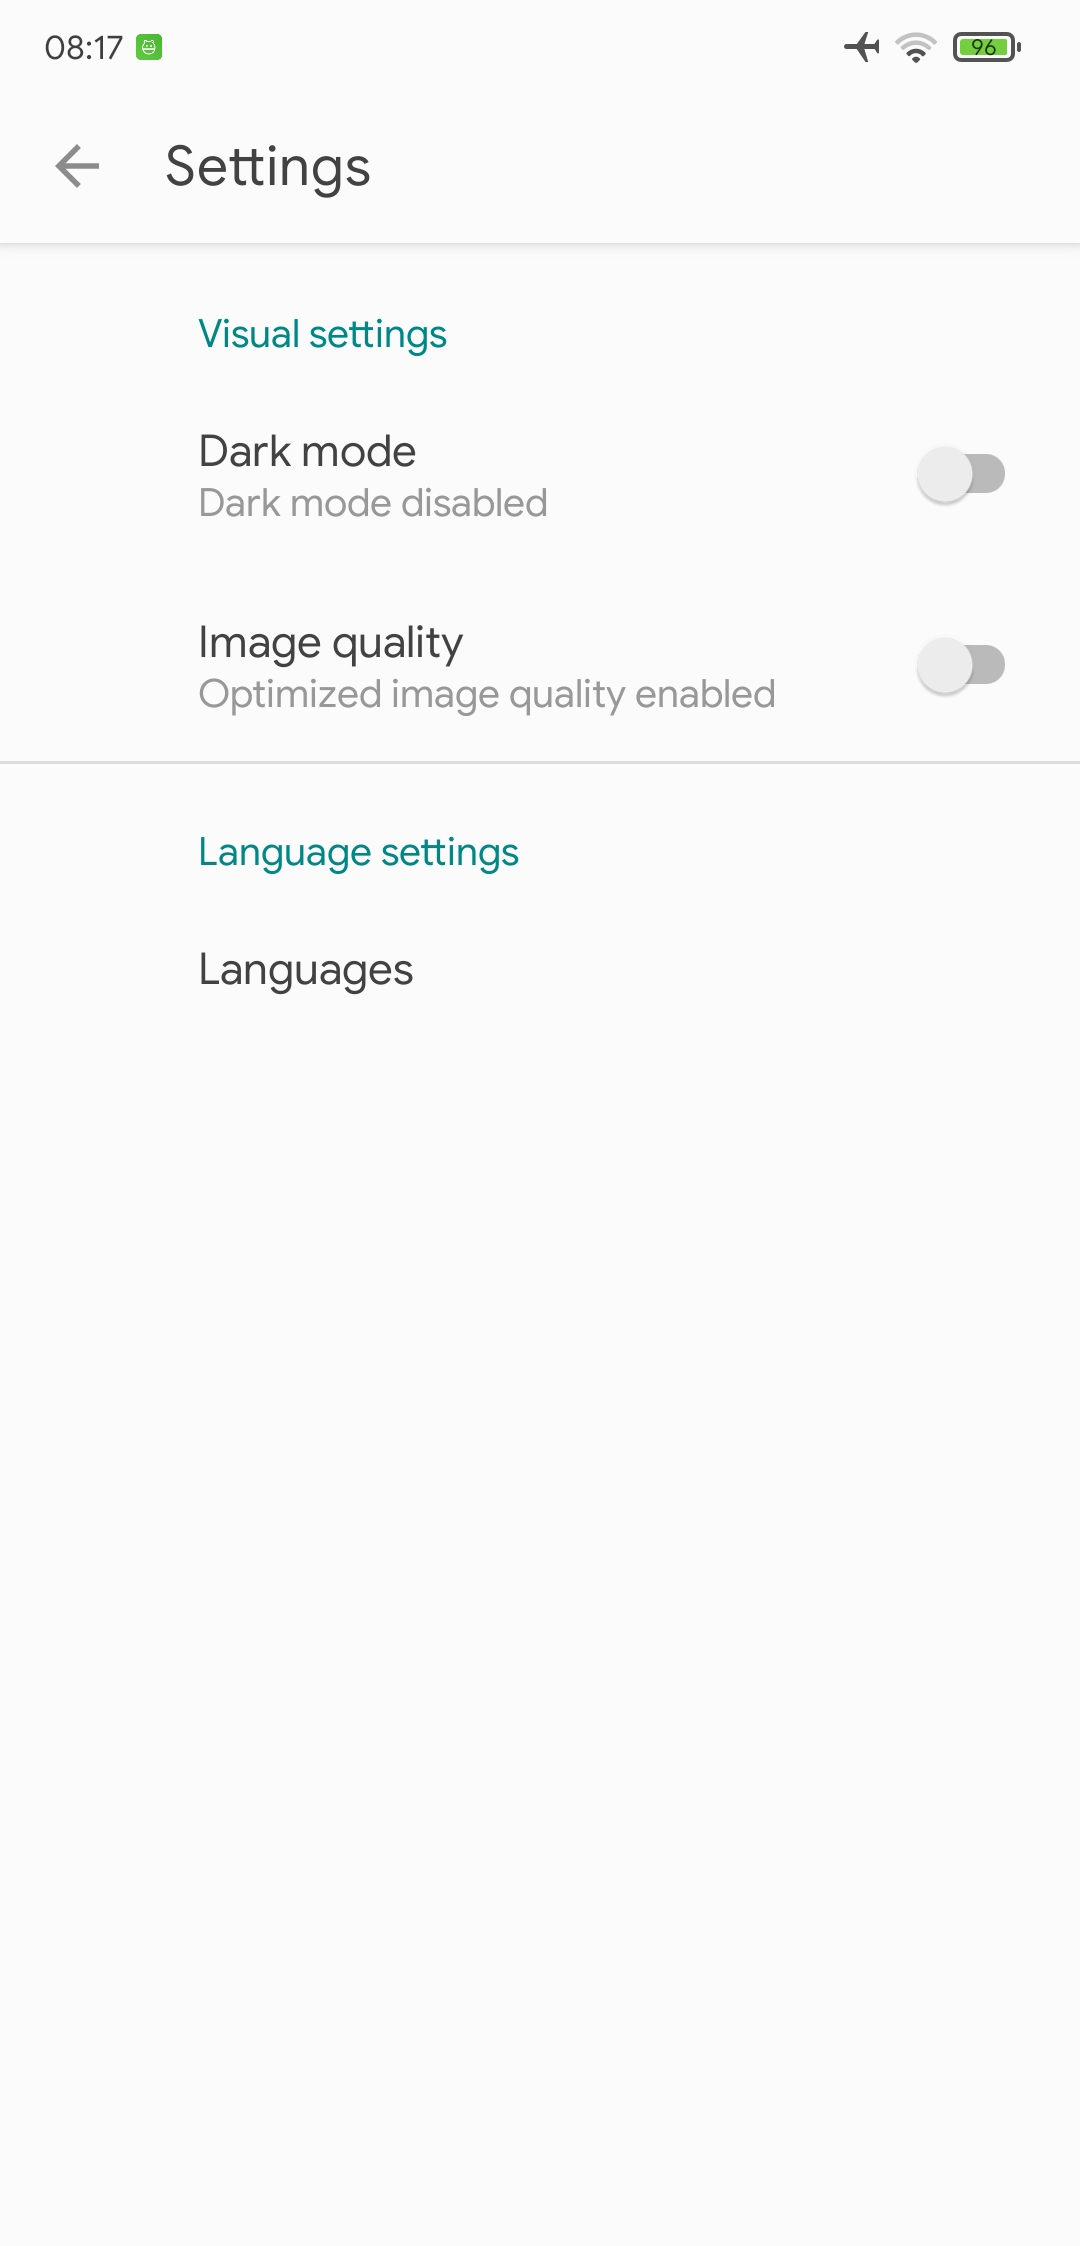 08:17
96
Settings
Visual settings
Dark mode
Dark mode disabled
Image quality
Optimized image quality enabled
Language settings
Languages